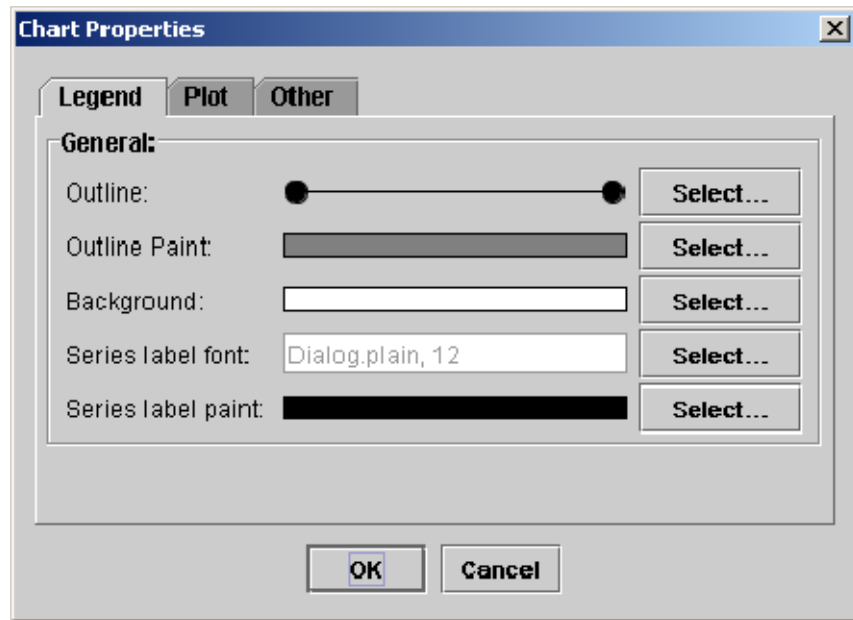 Chart Properties
Legend Plot Other
General:
Outline: Select...
Outline Paint: Select...
Background: Select...
Series label font: Dialog.plain, 12 Select...
Series label paint: Select...
OK Cancel